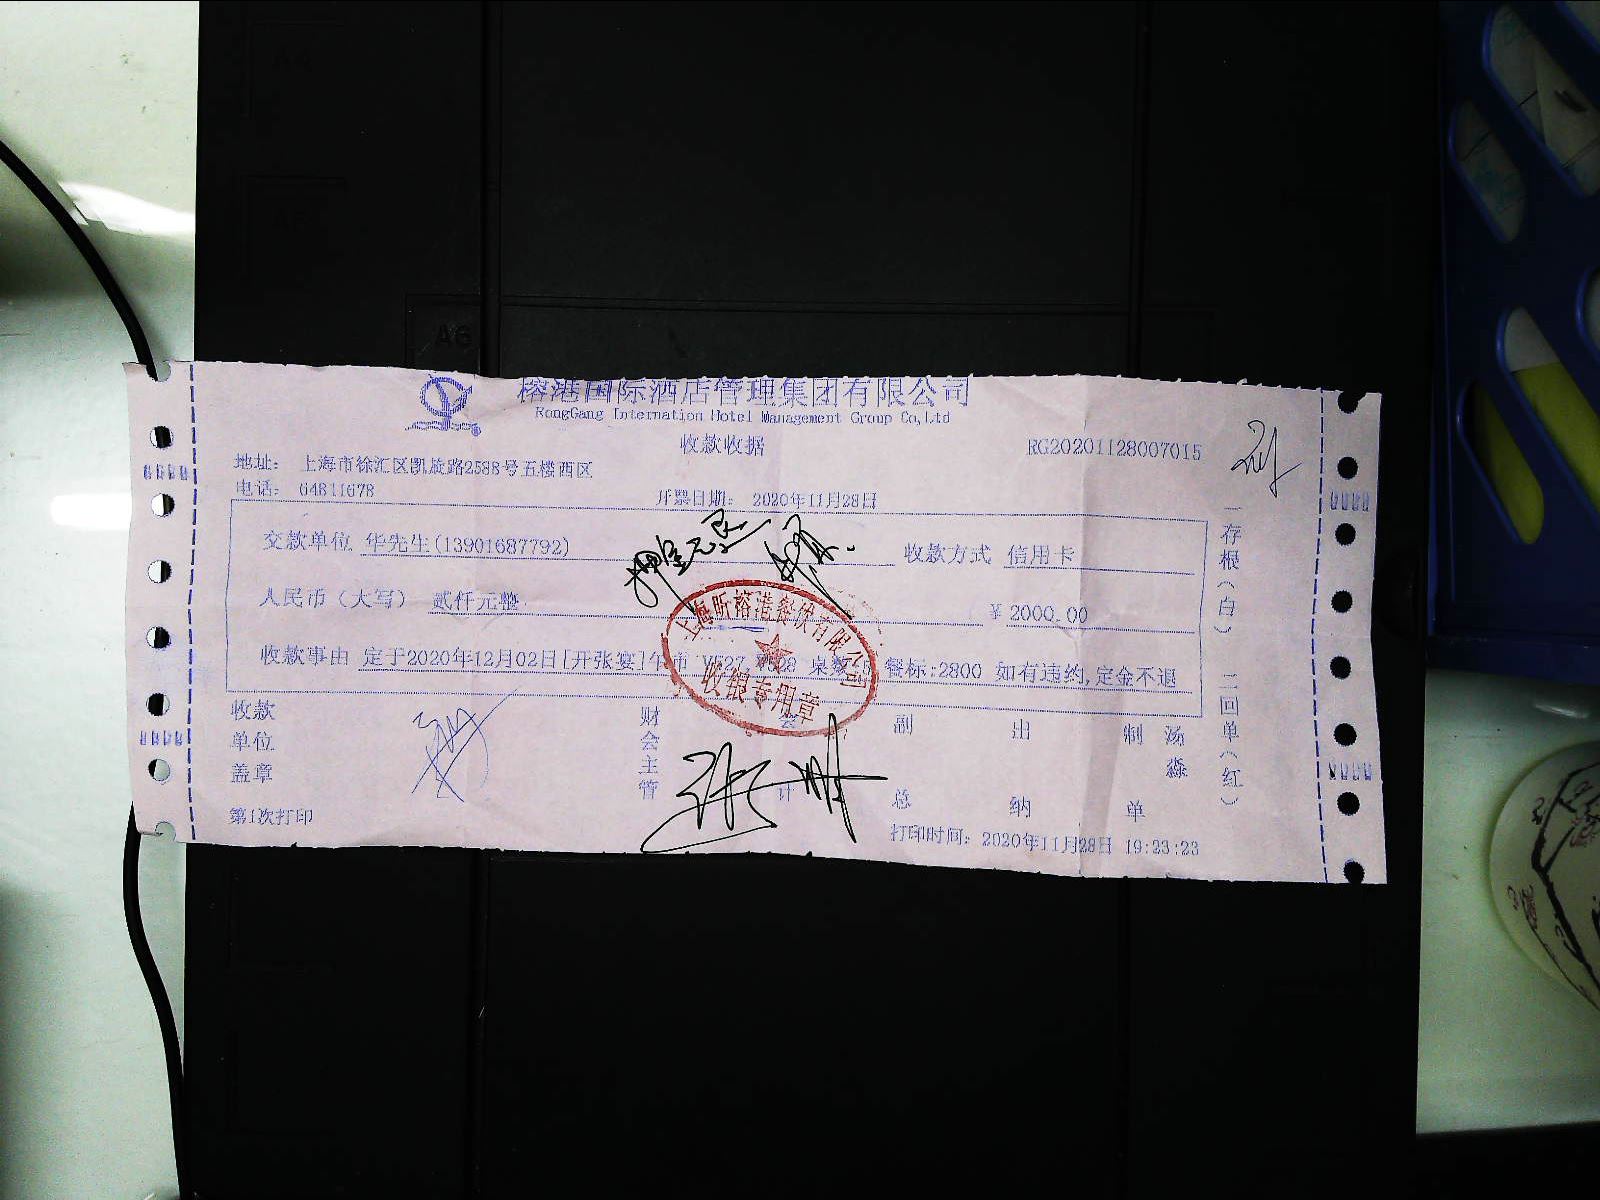 榕港国际酒店管理集团有限公司
RongGang Internation Hotel Management Group Co,Ltd
收款收据
RG20201128007015
地址： 上海市徐汇区凯旋路2588号五楼西区
电话： 64811678
开票日期： 2020年11月28日
交款单位 华先生(13901687792)
收款方式 信用卡
人民币（大写） 贰仟元整
￥2000.00
收款事由 定于2020年12月02日[开张宴]午市 桌数 餐标:2800 如有违约,定金不退
上海昕榕港餐饮有限公司
收银专用章
一存根（白） 二回单（红）
收款单位盖章
财会主管
会计
副总
出纳
制单
汤淼
第1次打印
打印时间：2020年11月28日 19:23:23
A6